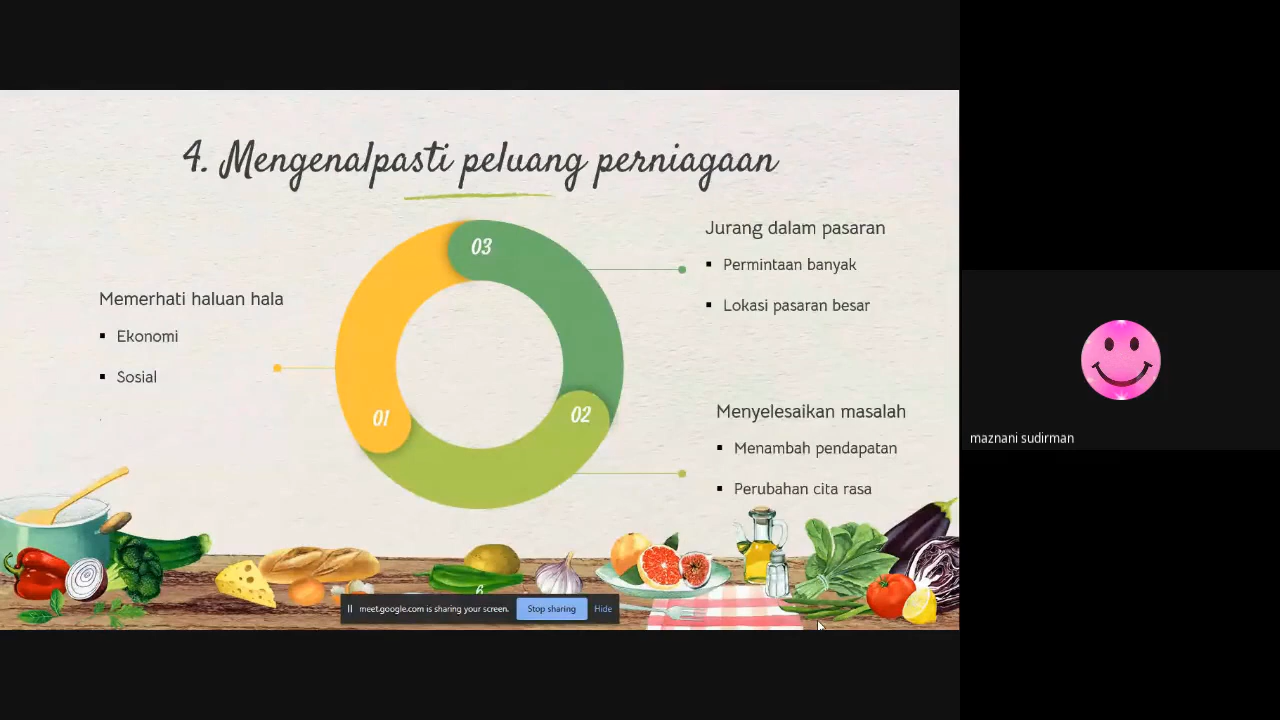 4. Mengenalpasti peluang perniagaan
Memerhati haluan hala
▪ Ekonomi
▪ Sosial
01
02
03
Jurang dalam pasaran
▪ Permintaan banyak
▪ Lokasi pasaran besar
Menyelesaikan masalah
▪ Menambah pendapatan
▪ Perubahan cita rasa
6
meet.google.com is sharing your screen.
Stop sharing
Hide
maznani sudirman